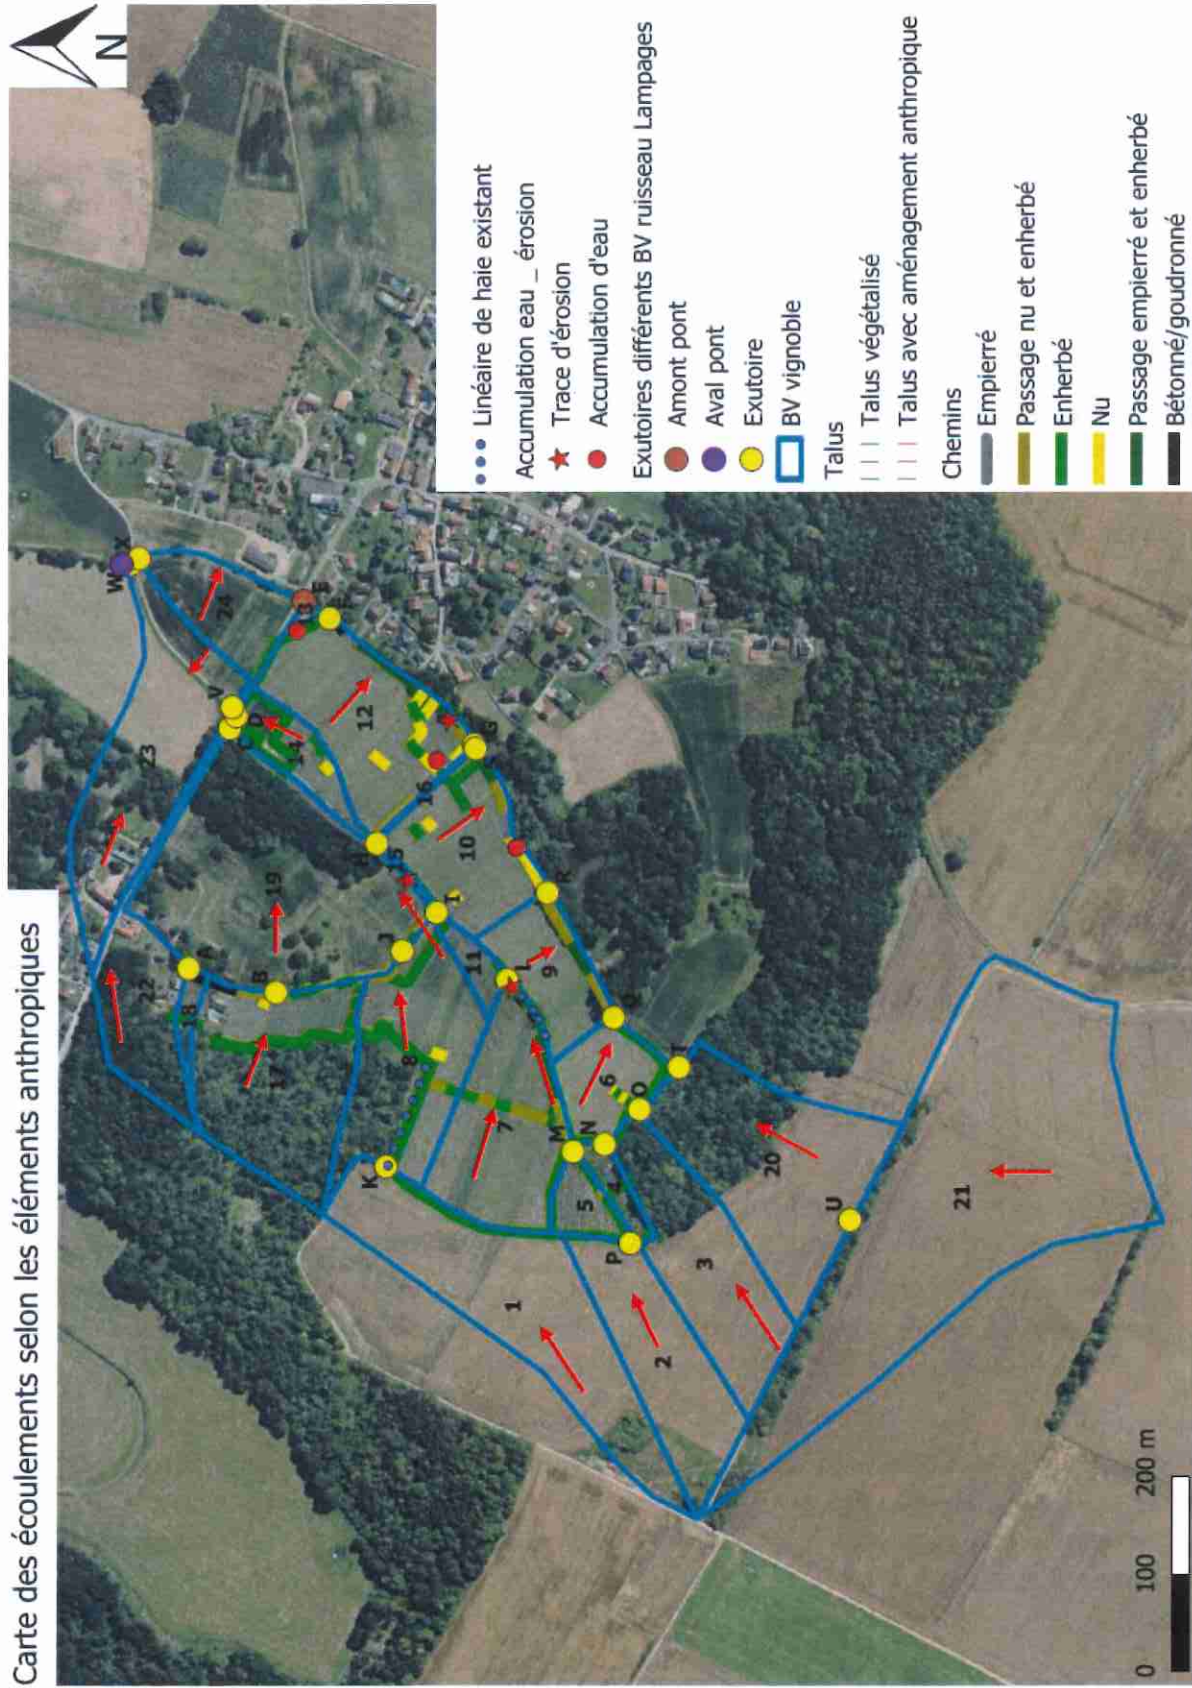 Carte des écoulements selon les éléments anthropiques
N
Linéaire de haie existant
Accumulation eau _ érosion
Trace d'érosion
Accumulation d'eau
Exutoires différents BV ruisseau Lampages
Amont pont
Aval pont
Exutoire
BV vignoble
Talus
Talus végétalisé
Talus avec aménagement anthropique
Chemins
Empierré
Passage nu et enherbé
Enherbé
Nu
Passage empierré et enherbé
Bétonné/goudronné
0 100 200 m
1
2
3
4
5
6
7
8
9
10
11
12
13
14
15
16
17
18
19
20
21
22
23
24
A
B
C
D
E
G
H
I
J
K
L
M
N
O
P
Q
R
T
U
V
W
X